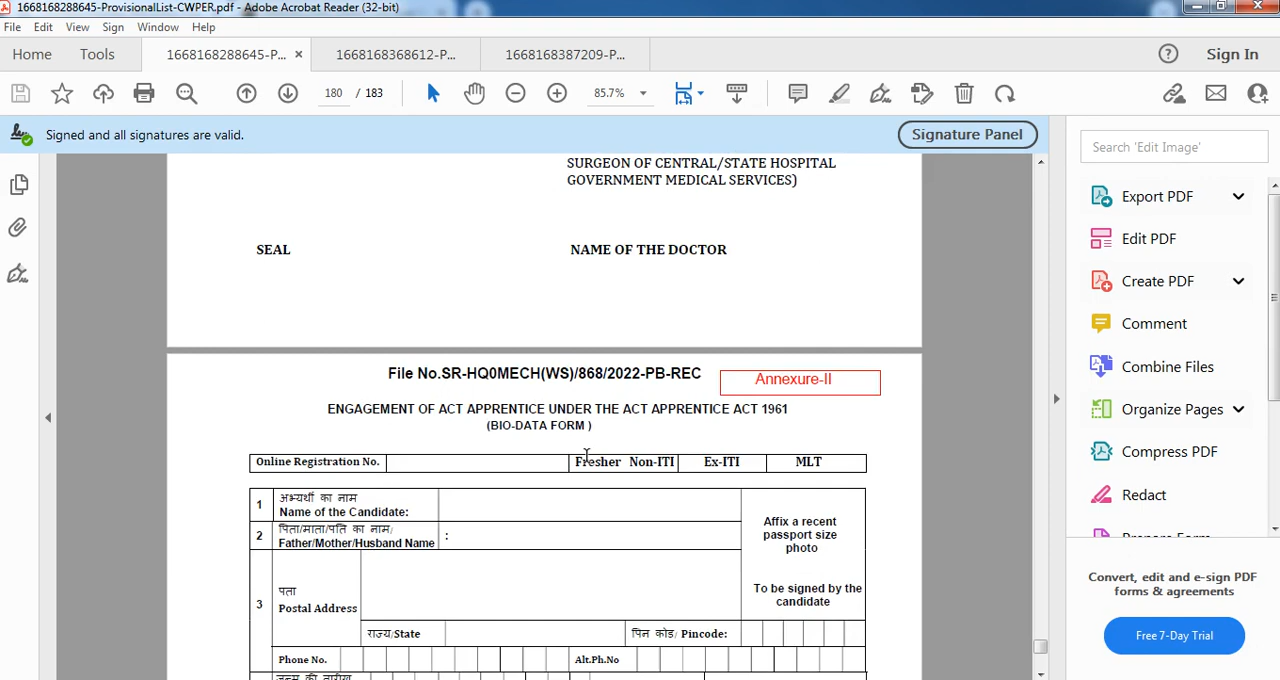 1668168288645-ProvisionalList-CWPER.pdf - Adobe Acrobat Reader (32-bit)
File Edit View Sign Window Help
Home Tools 1668168288645-P... × 1668168368612-P... 1668168387209-P... ? Sign In
180 / 183 85.7%
Signed and all signatures are valid. Signature Panel
SURGEON OF CENTRAL/STATE HOSPITAL
GOVERNMENT MEDICAL SERVICES)
SEAL NAME OF THE DOCTOR
File No.SR-HQ0MECH(WS)/868/2022-PB-REC Annexure-II
ENGAGEMENT OF ACT APPRENTICE UNDER THE ACT APPRENTICE ACT 1961
(BIO-DATA FORM )
Online Registration No. Fresher Non-ITI Ex-ITI MLT
1 अभ्यर्थी का नाम
Name of the Candidate:
2 पिता/माता/पति का नाम/
Father/Mother/Husband Name :
Affix a recent
passport size
photo
To be signed by the
candidate
3 पता
Postal Address
राज्य/State पिन कोड/ Pincode:
Phone No. Alt.Ph.No
जन्म की तारीख
Search 'Edit Image'
Export PDF
Edit PDF
Create PDF
Comment
Combine Files
Organize Pages
Compress PDF
Redact
Prepare Form
Convert, edit and e-sign PDF
forms & agreements
Free 7-Day Trial